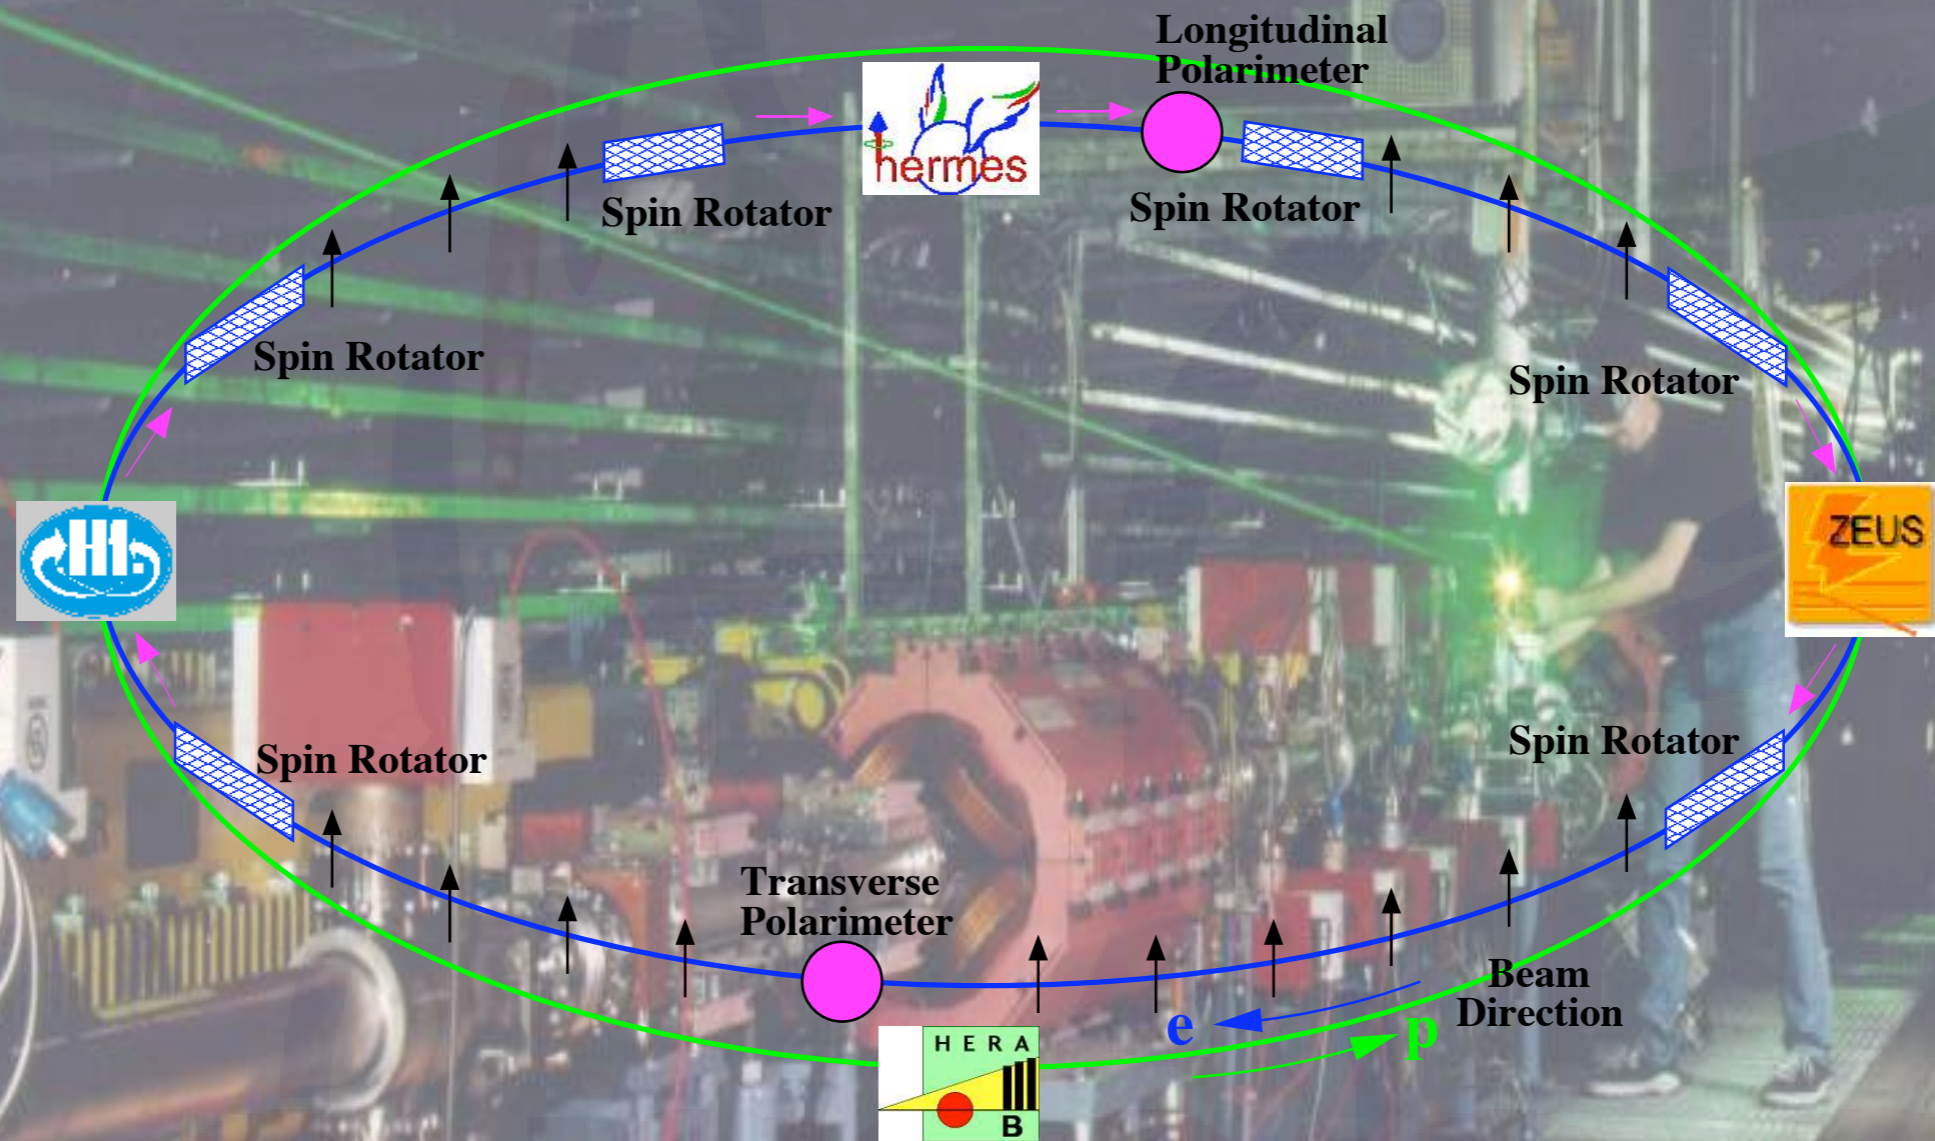 Longitudinal
Polarimeter
hermes
Spin Rotator
Spin Rotator
Spin Rotator
Spin Rotator
H1
ZEUS
Spin Rotator
Spin Rotator
Transverse
Polarimeter
Beam
Direction
e
p
HERA
B